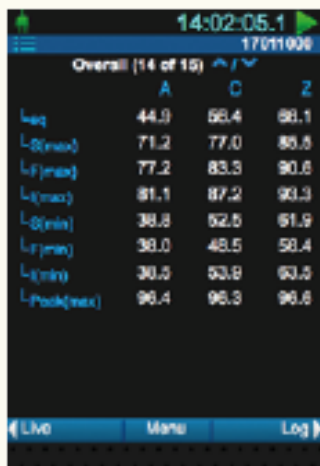 14:02:05.1
17011000
Overall (14 of 15) ^/v
A C Z
Leq 44.9 56.4 66.1
LS(max) 71.2 77.0 85.5
LF(max) 77.2 83.3 90.6
LI(max) 81.1 87.2 93.3
LS(min) 38.8 52.5 61.9
LF(min) 38.0 48.5 58.4
LI(min) 38.5 53.9 63.5
LPeak(max) 96.4 96.3 96.6
Live Menu Log